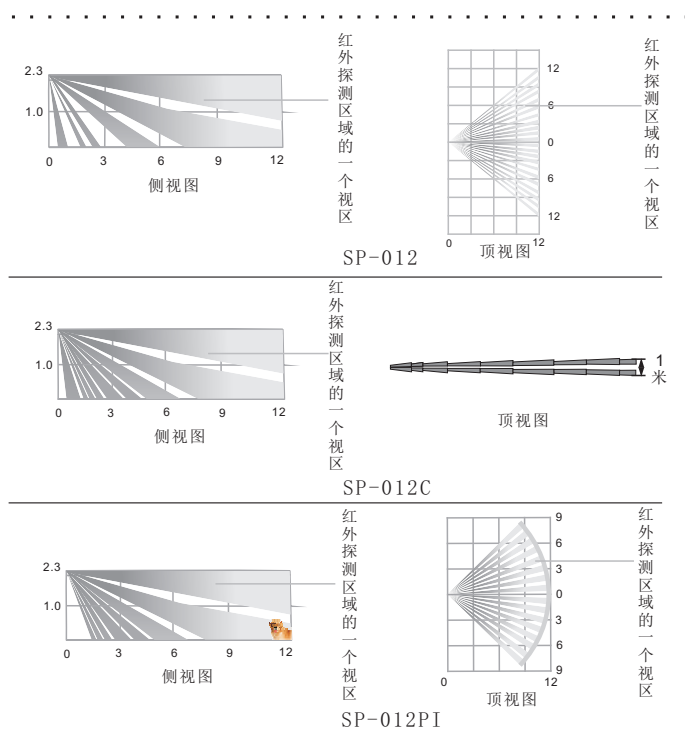 2.3
1.0
0 3 6 9 12
侧视图
红外探测区域的一个视区
12
6
0
6
12
0 12
顶视图
红外探测区域的一个视区
SP-012
2.3
1.0
0 3 6 9 12
侧视图
红外探测区域的一个视区
1
米
顶视图
SP-012C
2.3
1.0
0 3 6 9 12
侧视图
红外探测区域的一个视区
9
6
3
0
3
6
9
0 12
顶视图
红外探测区域的一个视区
SP-012PI